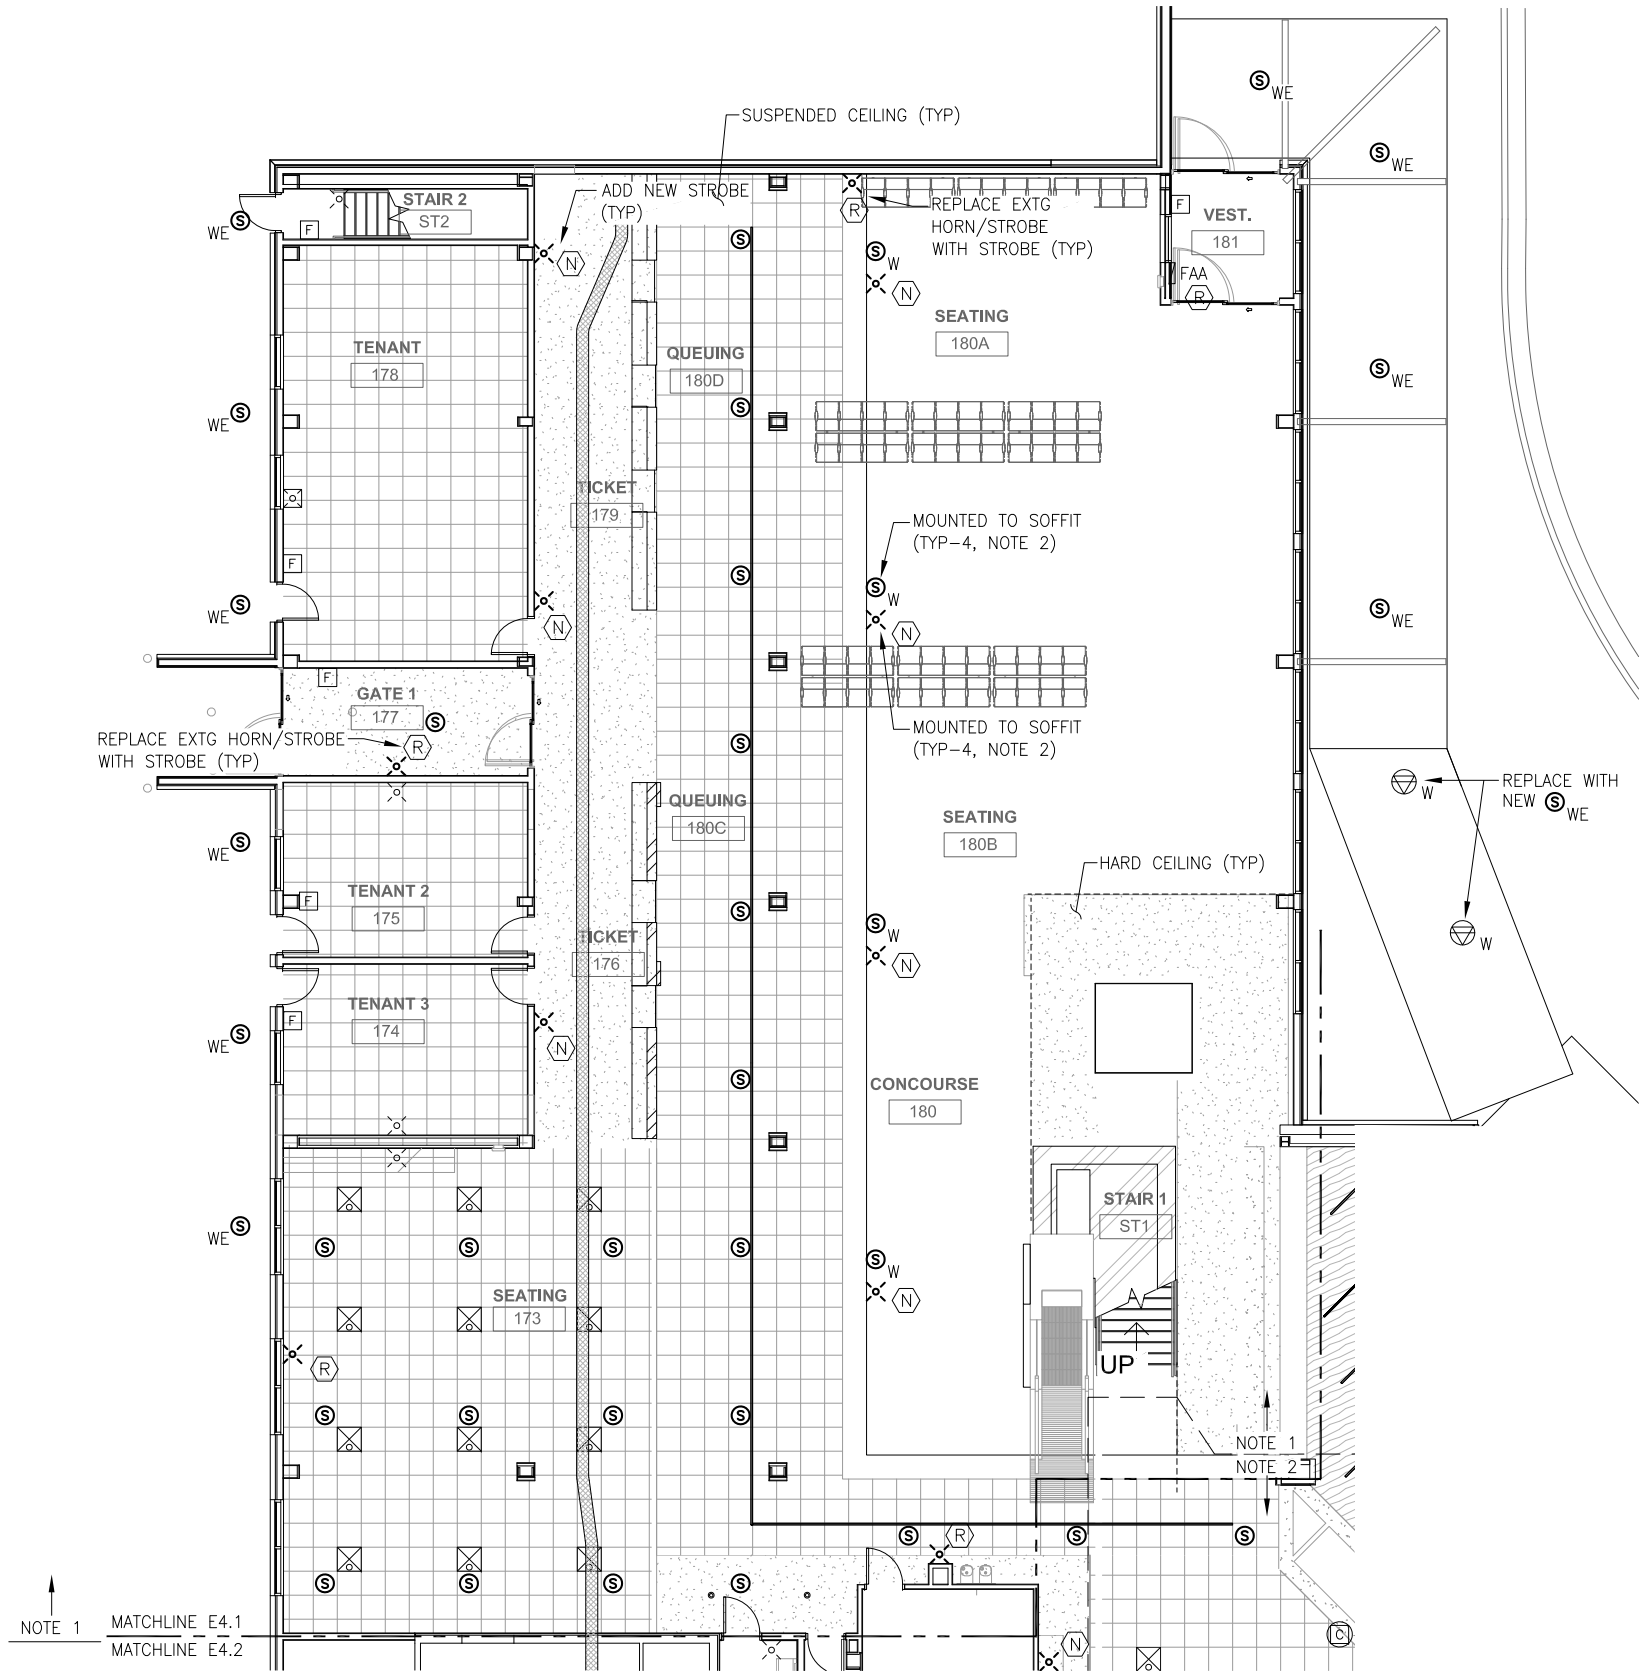 S WE
SUSPENDED CEILING (TYP)
S WE
ADD NEW STROBE
(TYP)
STAIR 2
ST2
F
WE S
REPLACE EXTG
HORN/STROBE
WITH STROBE (TYP)
R
F
VEST.
181
S
S W
N
N
FAA
R
SEATING
180A
TENANT
178
QUEUING
180D
S WE
WE S
S
TICKET
179
MOUNTED TO SOFFIT
(TYP-4, NOTE 2)
F
S
S W
WE S
N
N
S WE
F
GATE 1
177
S
REPLACE EXTG HORN/STROBE
WITH STROBE (TYP)
R
S
MOUNTED TO SOFFIT
(TYP-4, NOTE 2)
W
REPLACE WITH
NEW S WE
QUEUING
180C
SEATING
180B
WE S
HARD CEILING (TYP)
TENANT 2
175
F
S
S W
W
TICKET
176
N
TENANT 3
174
F
WE S
N
S
CONCOURSE
180
STAIR 1
ST1
WE S
S
S
S
S
S W
N
SEATING
173
R
UP
S
S
S
S
NOTE 1
NOTE 2
S
R
S
S
S
S
S
S
NOTE 1
MATCHLINE E4.1
MATCHLINE E4.2
N
C